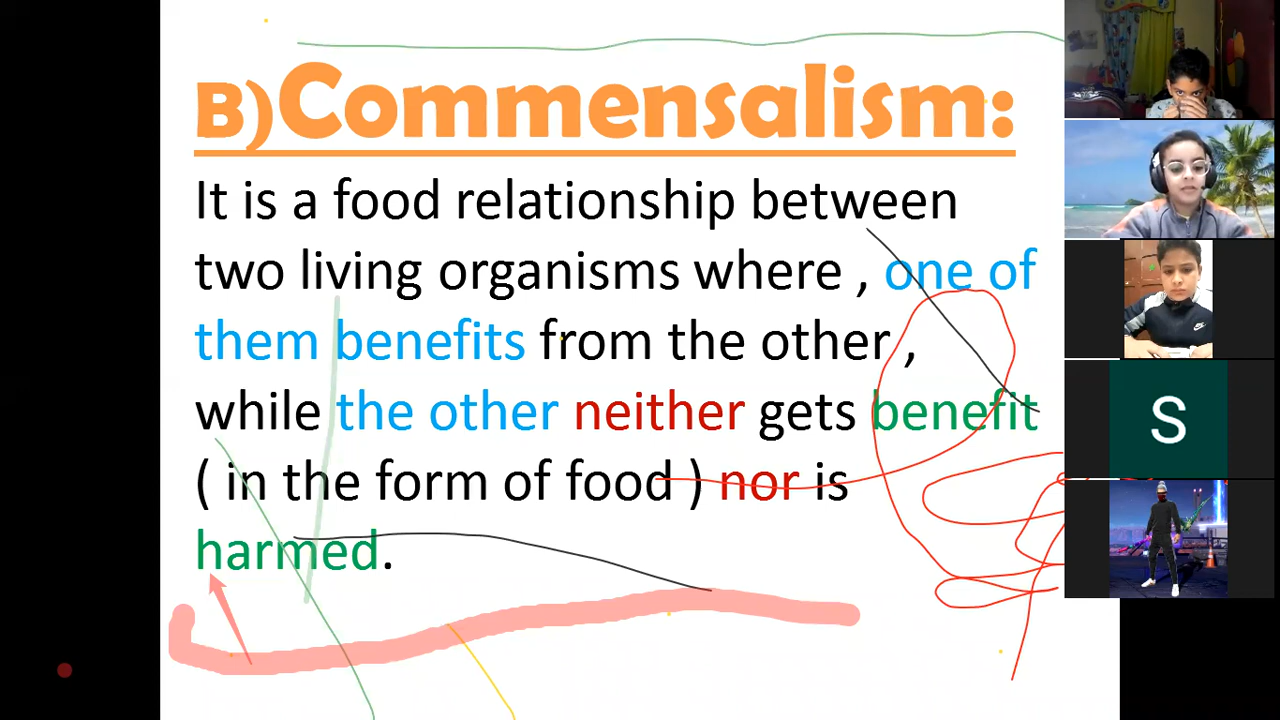 B)Commensalism:
It is a food relationship between
two living organisms where , one of
them benefits from the other ,
while the other neither gets benefit
( in the form of food ) nor is
harmed.
S